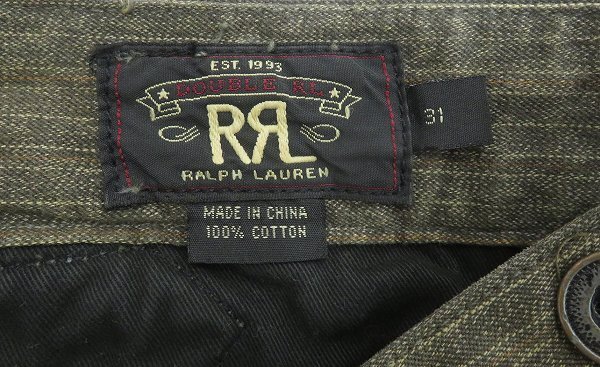 EST. 1993
DOUBLE RL
RRL
RALPH LAUREN
31
MADE IN CHINA
100% COTTON